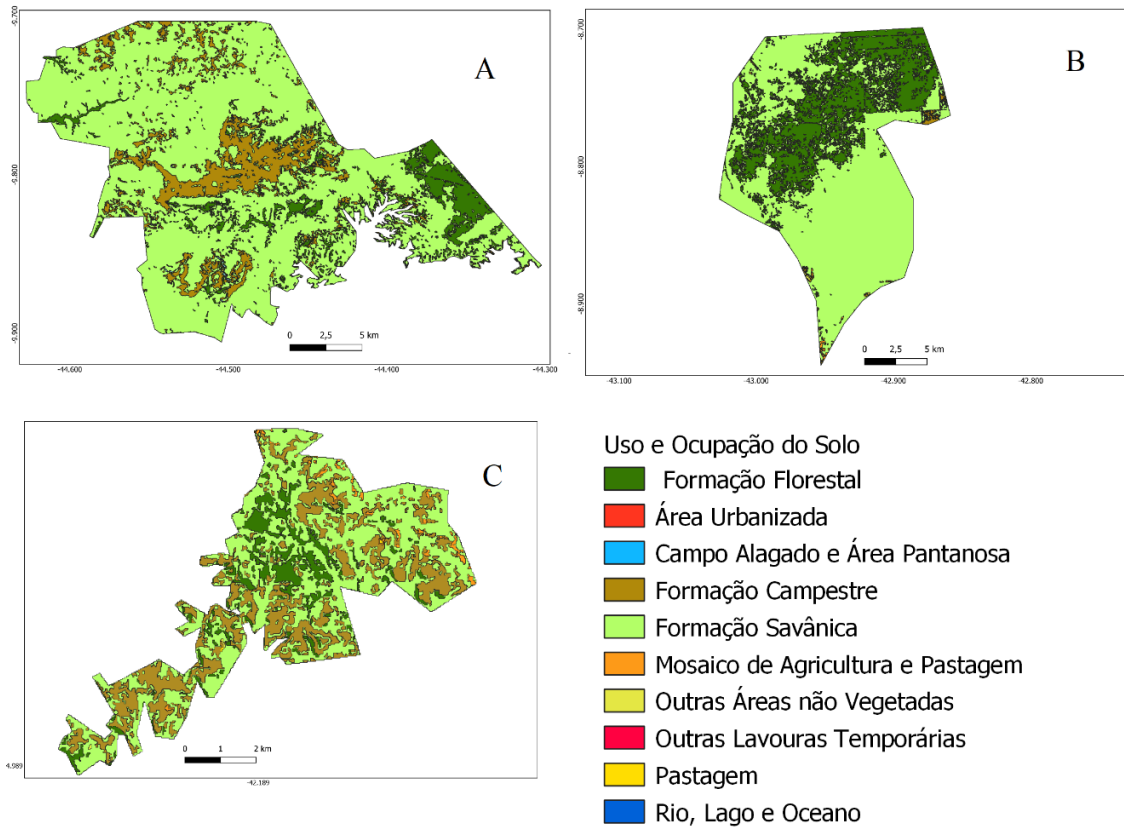 -9.700
A
-9.800
-9.900
0 2,5 5 km
-44.600 -44.500 -44.400 -44.300
-8.700
B
-8.800
-8.900
0 2,5 5 km
-43.100 -43.000 -42.900 -42.800
C
0 1 2 km
4.989
-42.189
Uso e Ocupação do Solo
Formação Florestal
Área Urbanizada
Campo Alagado e Área Pantanosa
Formação Campestre
Formação Savânica
Mosaico de Agricultura e Pastagem
Outras Áreas não Vegetadas
Outras Lavouras Temporárias
Pastagem
Rio, Lago e Oceano